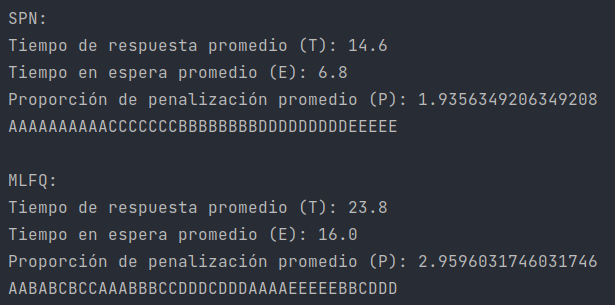 SPN:
Tiempo de respuesta promedio (T): 14.6
Tiempo en espera promedio (E): 6.8
Proporción de penalización promedio (P): 1.9356349206349208
AAAAAAAAAACCCCCCCBBBBBBBBDDDDDDDDDEEEEE
MLFQ:
Tiempo de respuesta promedio (T): 23.8
Tiempo en espera promedio (E): 16.0
Proporción de penalización promedio (P): 2.9596031746031746
AABABCBCCAAABBBCCDDDCDDDAAAAEEEEEBBCDDD